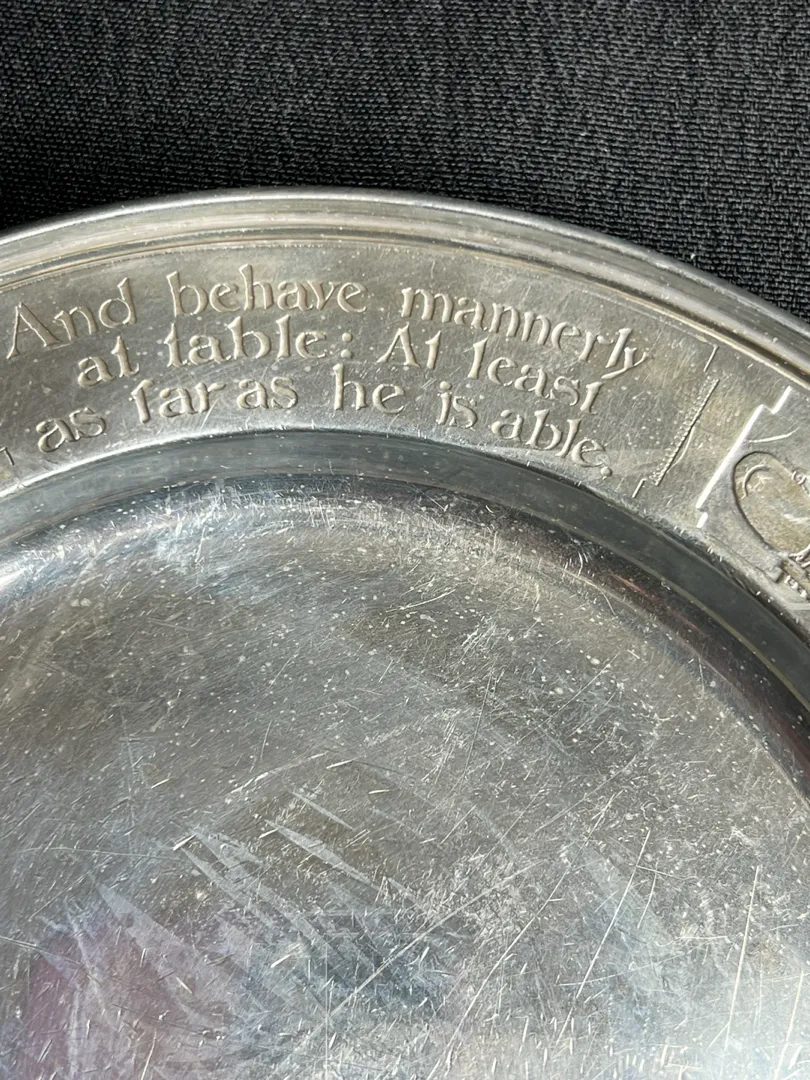 And behave mannerly
at table: At least
as far as he is able.